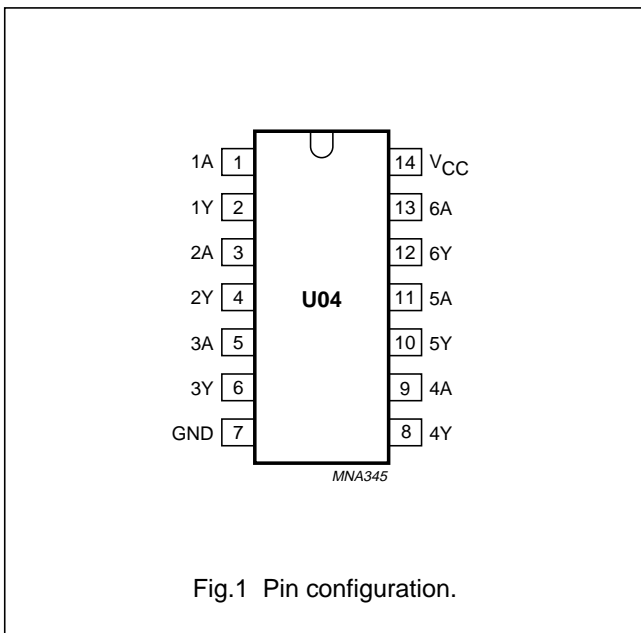 1A 1 14 VCC
1Y 2 13 6A
2A 3 12 6Y
2Y 4 U04 11 5A
3A 5 10 5Y
3Y 6 9 4A
GND 7 8 4Y
MNA345
Fig.1 Pin configuration.